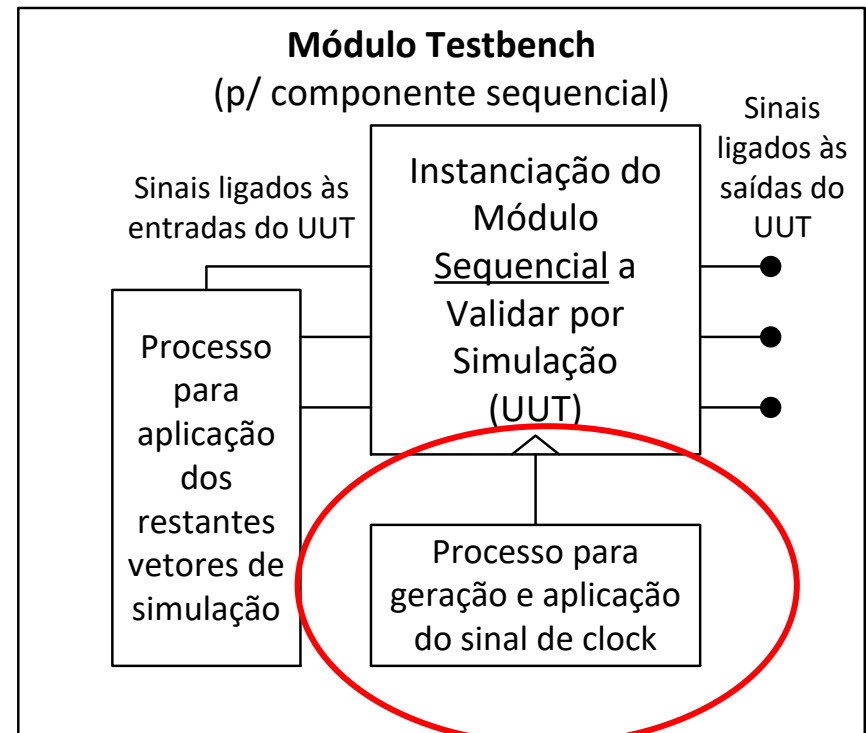 Módulo Testbench
(p/ componente sequencial)
Sinais ligados às
entradas do UUT
Instanciação do
Módulo
Sequencial a
Validar por
Simulação
(UUT)
Sinais
ligados às
saídas do
UUT
Processo
para
aplicação
dos
restantes
vetores de
simulação
Processo para
geração e aplicação
do sinal de clock